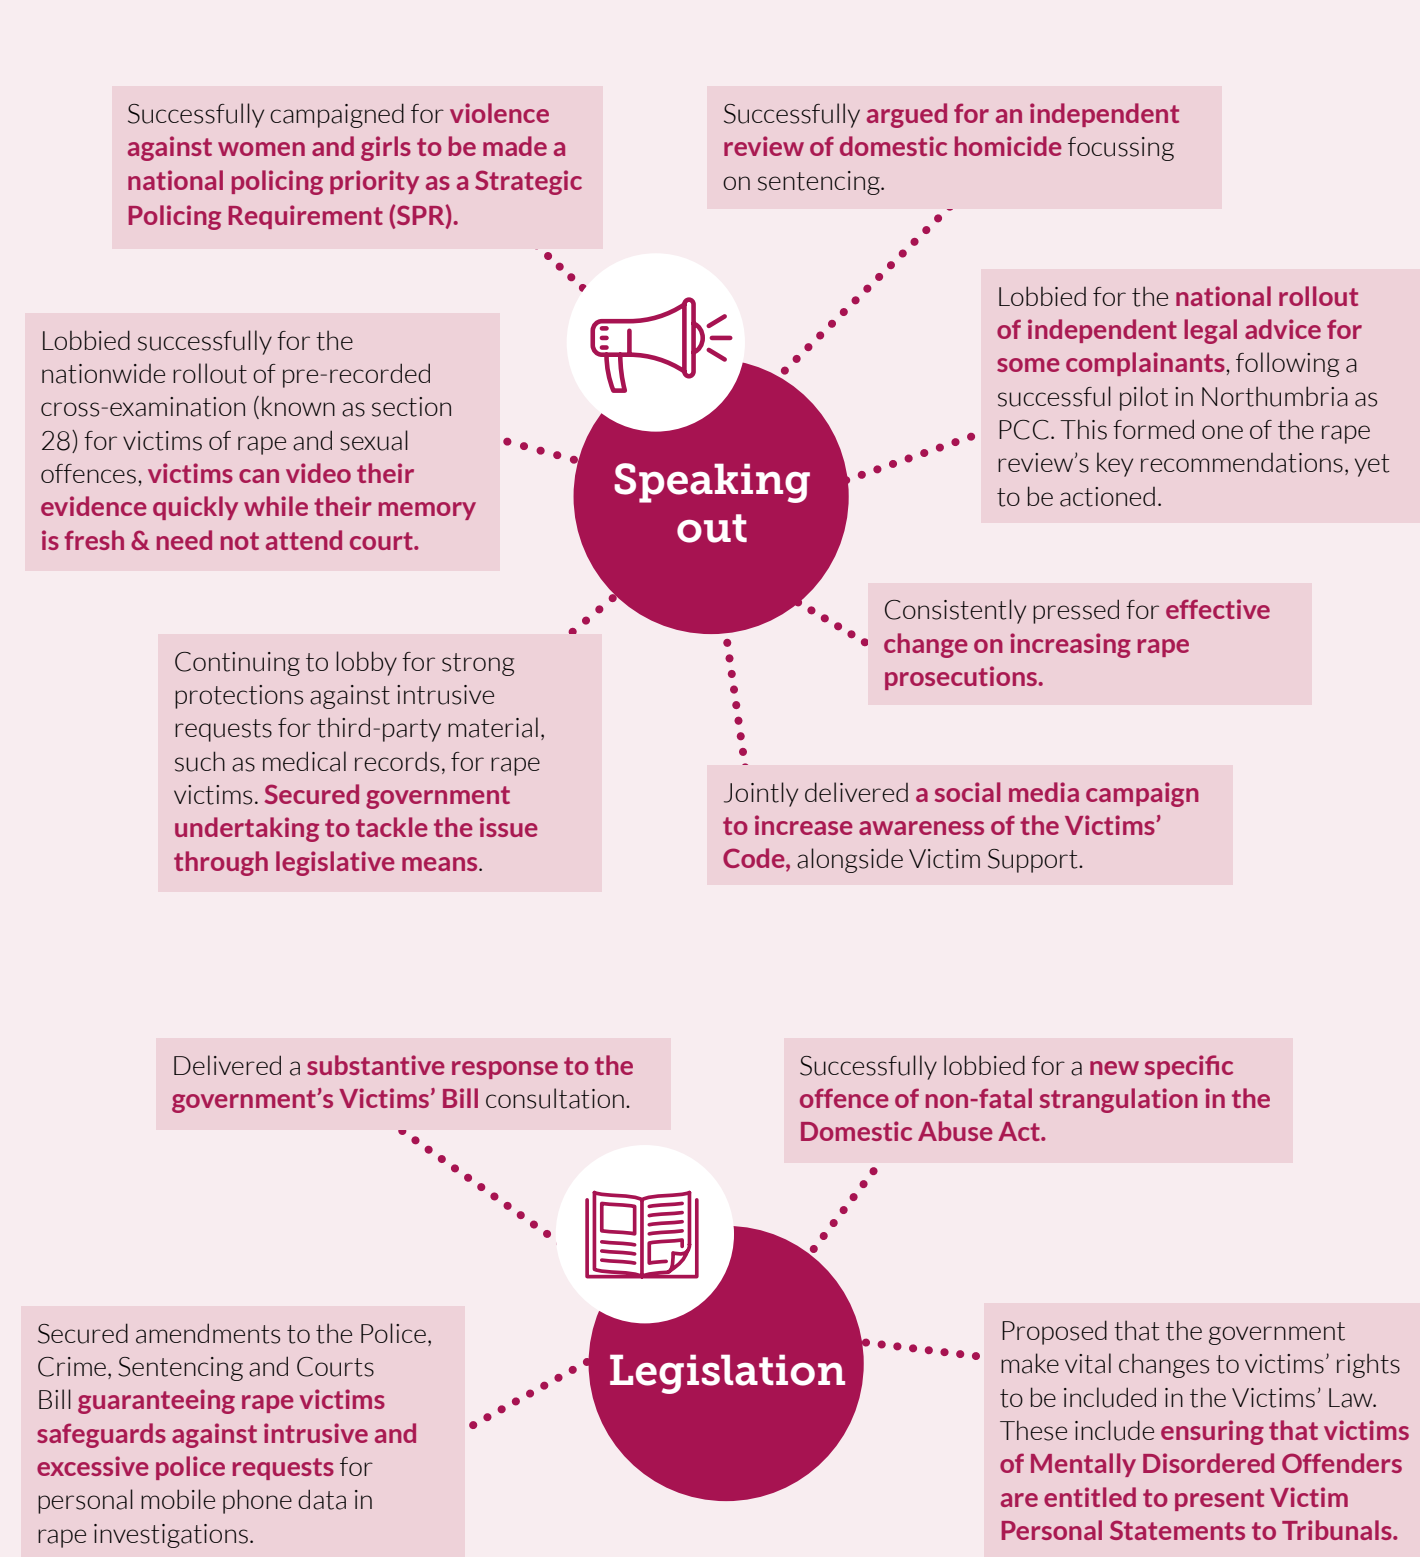 Successfully campaigned for violence
against women and girls to be made a
national policing priority as a Strategic
Policing Requirement (SPR).
Successfully argued for an independent
review of domestic homicide focussing
on sentencing.
Lobbied successfully for the
nationwide rollout of pre-recorded
cross-examination (known as section
28) for victims of rape and sexual
offences, victims can video their
evidence quickly while their memory
is fresh & need not attend court.
Lobbied for the national rollout
of independent legal advice for
some complainants, following a
successful pilot in Northumbria as
PCC. This formed one of the rape
review's key recommendations, yet
to be actioned.
Speaking
out
Continuing to lobby for strong
protections against intrusive
requests for third-party material,
such as medical records, for rape
victims. Secured government
undertaking to tackle the issue
through legislative means.
Consistently pressed for effective
change on increasing rape
prosecutions.
Jointly delivered a social media campaign
to increase awareness of the Victims’
Code, alongside Victim Support.
Delivered a substantive response to the
government’s Victims’ Bill consultation.
Successfully lobbied for a new specific
offence of non-fatal strangulation in the
Domestic Abuse Act.
Legislation
Secured amendments to the Police,
Crime, Sentencing and Courts
Bill guaranteeing rape victims
safeguards against intrusive and
excessive police requests for
personal mobile phone data in
rape investigations.
Proposed that the government
make vital changes to victims’ rights
to be included in the Victims’ Law.
These include ensuring that victims
of Mentally Disordered Offenders
are entitled to present Victim
Personal Statements to Tribunals.